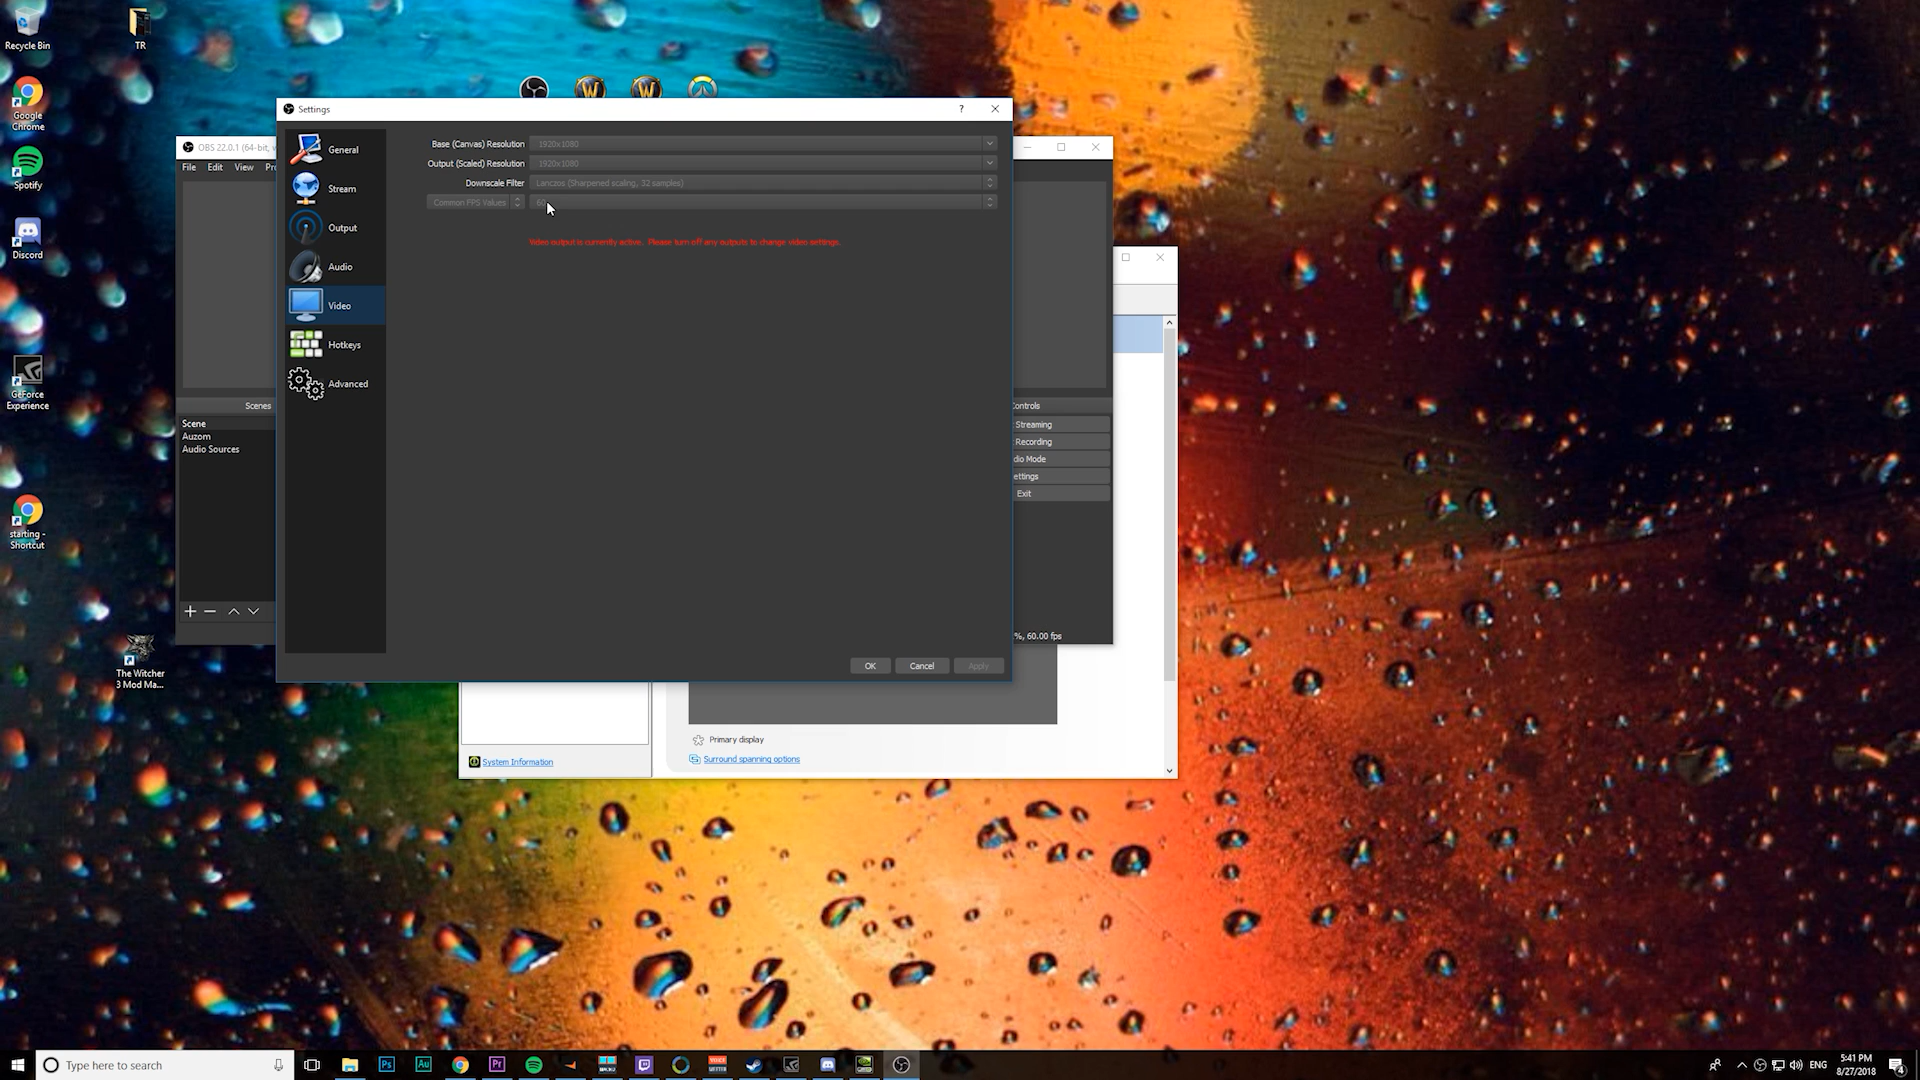 Recycle Bin
TR
Google
Chrome
Spotify
Discord
GeForce
Experience
starting -
Shortcut
The Witcher
3 Mod Ma...
Settings
?
General
Stream
Output
Audio
Video
Hotkeys
Advanced
Base (Canvas) Resolution 1920x1080
Output (Scaled) Resolution 1920x1080
Downscale Filter Lanczos (Sharpened scaling, 32 samples)
Common FPS Values 60
Video output is currently active. Please turn off any outputs to change video settings.
OK Cancel Apply
OBS 22.0.1 (64-bit,
File Edit View
Scenes
Scene
Auzom
Audio Sources
Controls
Streaming
Recording
dio Mode
ettings
Exit
%, 60.00 fps
Primary display
Surround spanning options
System Information
Type here to search
ENG
5:41 PM
8/27/2018
4